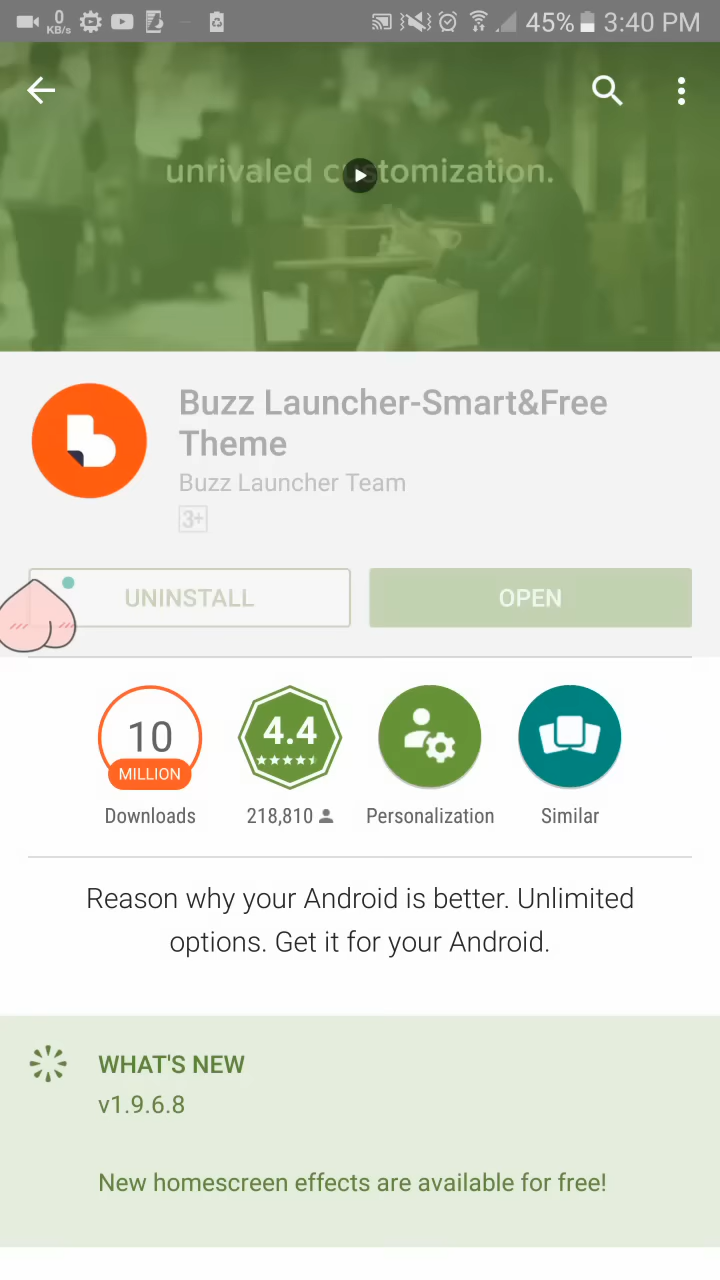 0
KB/s
45% 3:40 PM
unrivaled customization.
Buzz Launcher-Smart&Free
Theme
Buzz Launcher Team
3+
UNINSTALL
OPEN
10
MILLION
Downloads
4.4
218,810
Personalization
Similar
Reason why your Android is better. Unlimited
options. Get it for your Android.
WHAT'S NEW
v1.9.6.8
New homescreen effects are available for free!